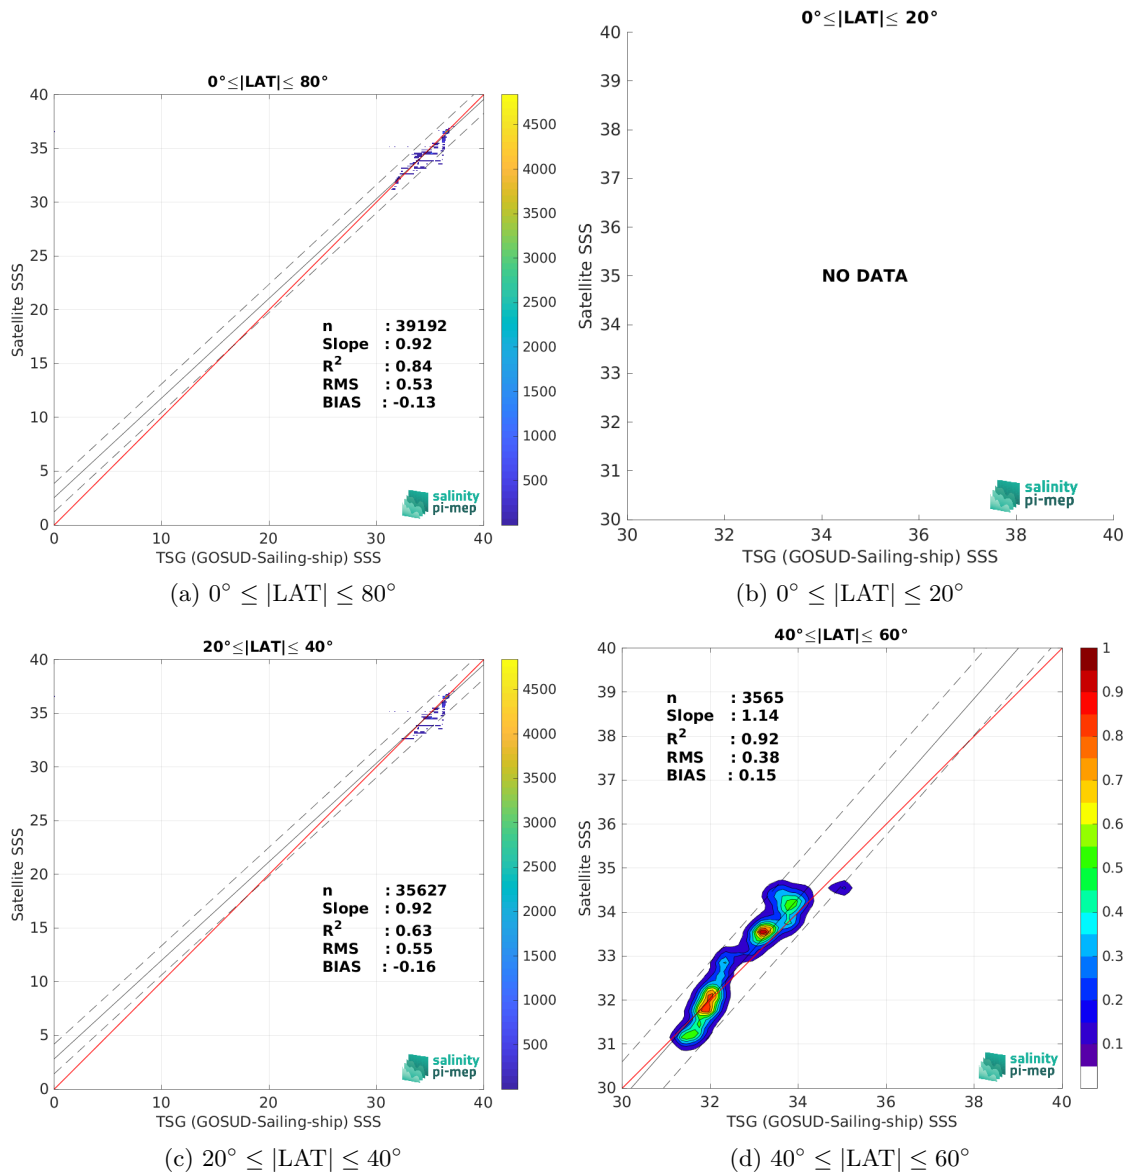 0°≤|LAT|≤ 80°
40
35
30
25
20
15
10
5
0
0
10
20
30
40
Satellite SSS
TSG (GOSUD-Sailing-ship) SSS
n : 39192
Slope : 0.92
R² : 0.84
RMS : 0.53
BIAS : -0.13
salinity
pi-mep
4500
4000
3500
3000
2500
2000
1500
1000
500
(a) 0° ≤ |LAT| ≤ 80°
0°≤|LAT|≤ 20°
40
39
38
37
36
35
34
33
32
31
30
30
32
34
36
38
40
Satellite SSS
NO DATA
TSG (GOSUD-Sailing-ship) SSS
salinity
pi-mep
(b) 0° ≤ |LAT| ≤ 20°
20°≤|LAT|≤ 40°
40
35
30
25
20
15
10
5
0
0
10
20
30
40
Satellite SSS
TSG (GOSUD-Sailing-ship) SSS
n : 35627
Slope : 0.92
R² : 0.63
RMS : 0.55
BIAS : -0.16
salinity
pi-mep
4500
4000
3500
3000
2500
2000
1500
1000
500
(c) 20° ≤ |LAT| ≤ 40°
40°≤|LAT|≤ 60°
40
39
38
37
36
35
34
33
32
31
30
30
32
34
36
38
40
Satellite SSS
TSG (GOSUD-Sailing-ship) SSS
n : 3565
Slope : 1.14
R² : 0.92
RMS : 0.38
BIAS : 0.15
salinity
pi-mep
1
0.9
0.8
0.7
0.6
0.5
0.4
0.3
0.2
0.1
(d) 40° ≤ |LAT| ≤ 60°